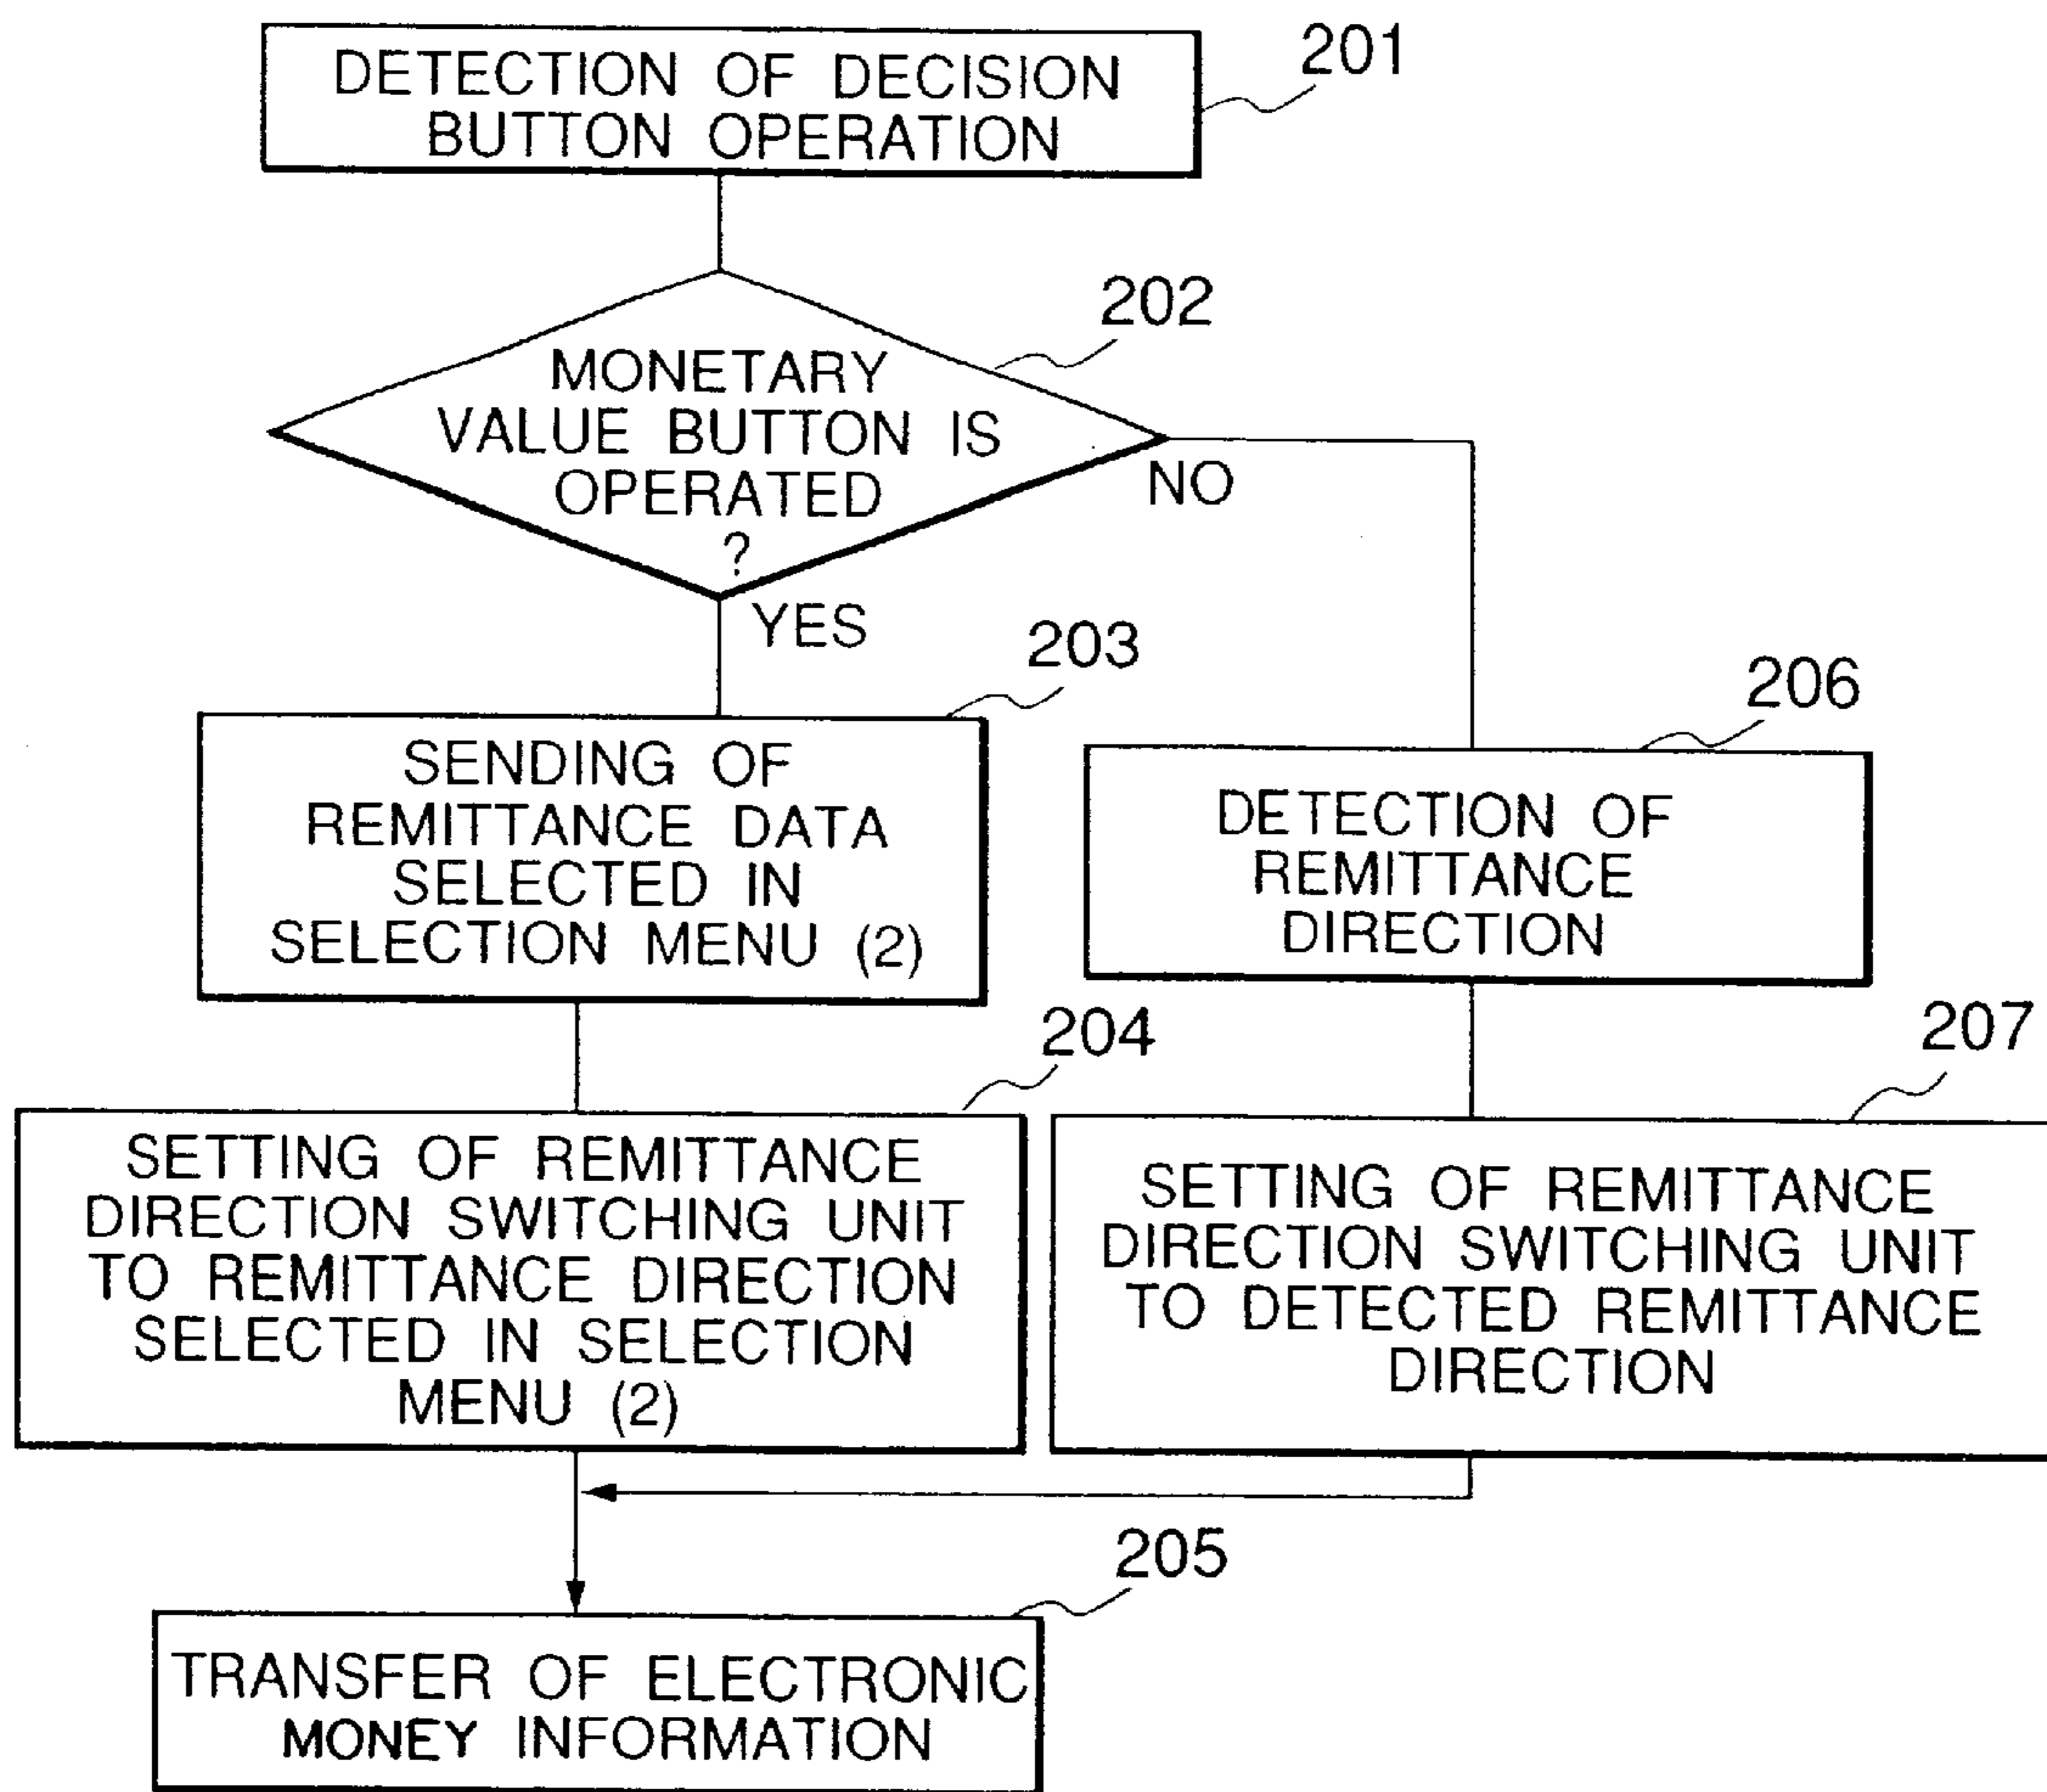 201
DETECTION OF DECISION
BUTTON OPERATION
202
MONETARY
VALUE BUTTON IS
OPERATED
?
NO
YES
203
SENDING OF
REMITTANCE DATA
SELECTED IN
SELECTION MENU (2)
206
DETECTION OF
REMITTANCE
DIRECTION
204
SETTING OF REMITTANCE
DIRECTION SWITCHING UNIT
TO REMITTANCE DIRECTION
SELECTED IN SELECTION
MENU (2)
207
SETTING OF REMITTANCE
DIRECTION SWITCHING UNIT
TO DETECTED REMITTANCE
DIRECTION
205
TRANSFER OF ELECTRONIC
MONEY INFORMATION